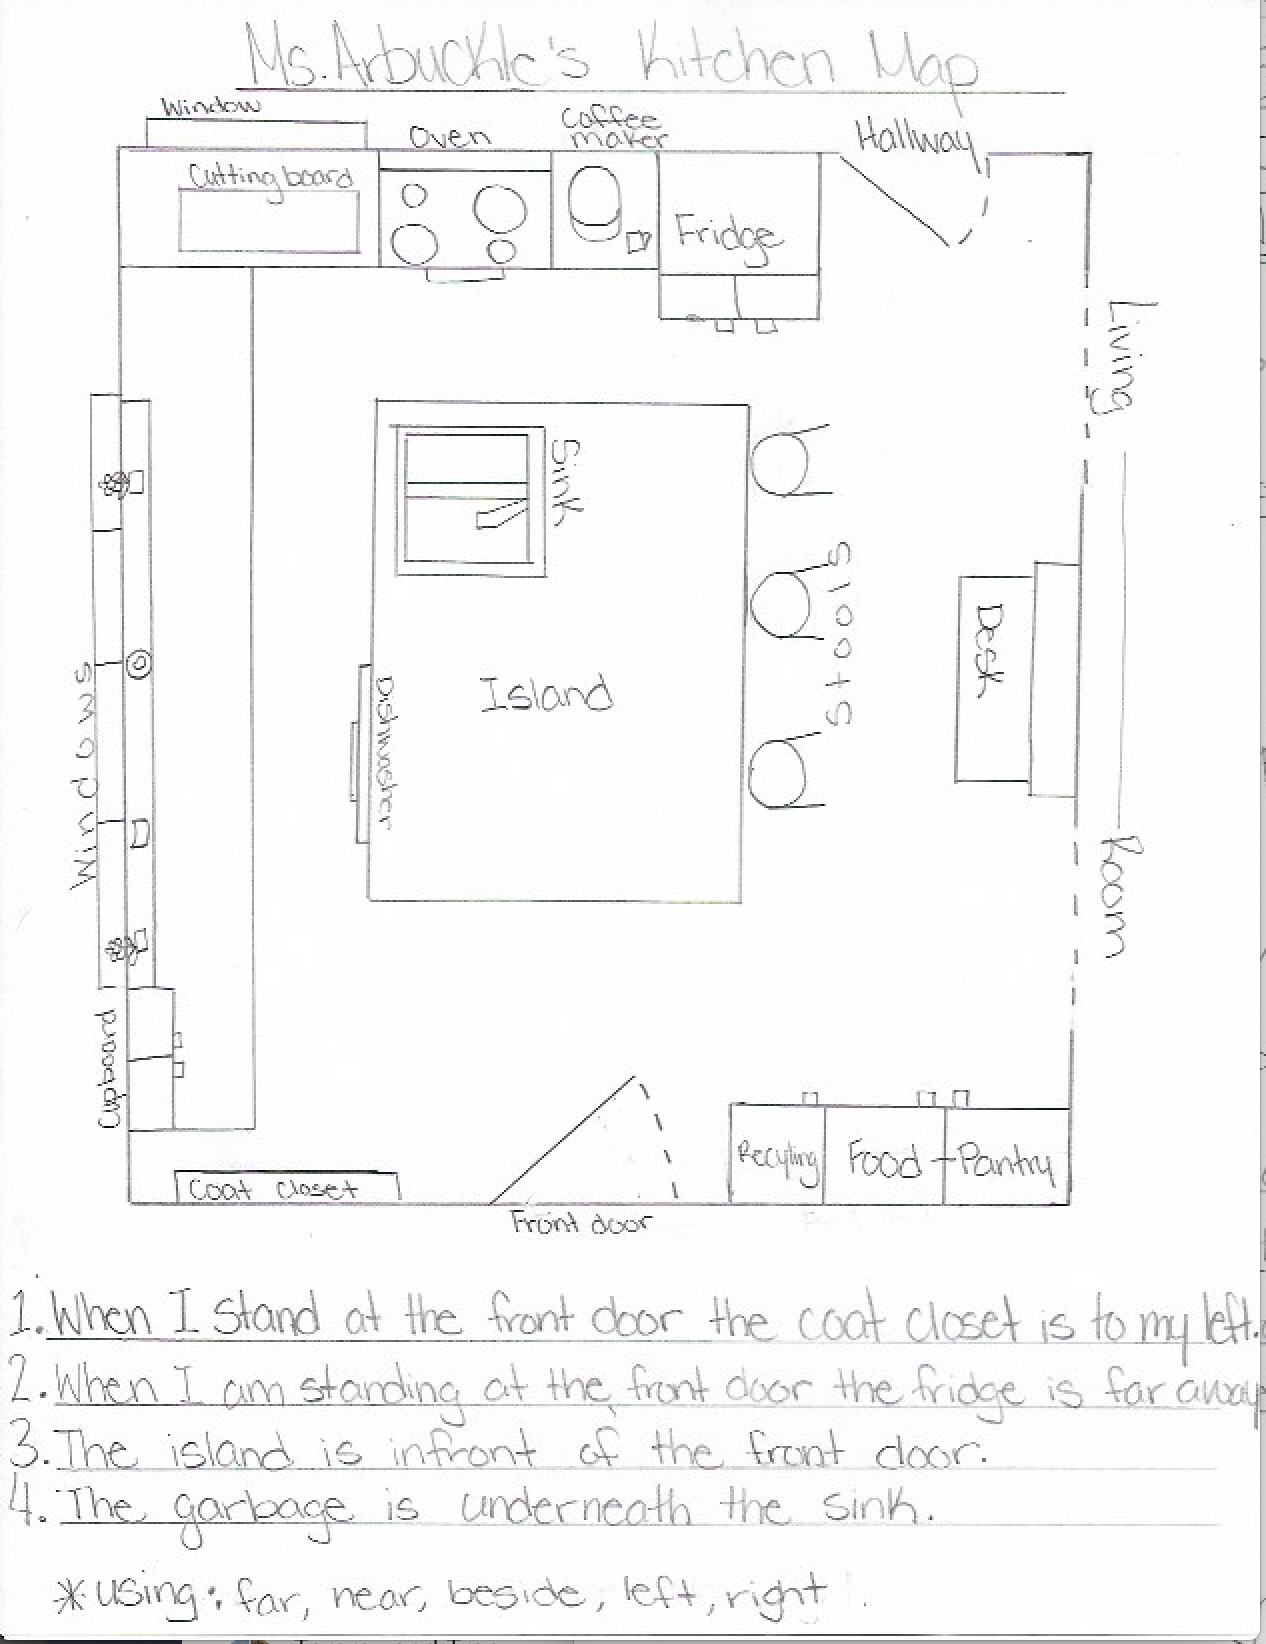 Ms. Arbuckle's Kitchen Map
Window
Oven
Coffee
maker
Hallway
Cutting board
Fridge
Living
Room
Sink
Stools
Desk
Island
Dishwasher
Windows
Cupboard
Recyling
Food - Pantry
Coat Closet
Front door
1. When I stand at the front door the coat closet is to my left.
2. When I am standing at the front door the fridge is far away
3. The island is infront of the front door.
4. The garbage is underneath the sink.
* using: far, near, beside, left, right.